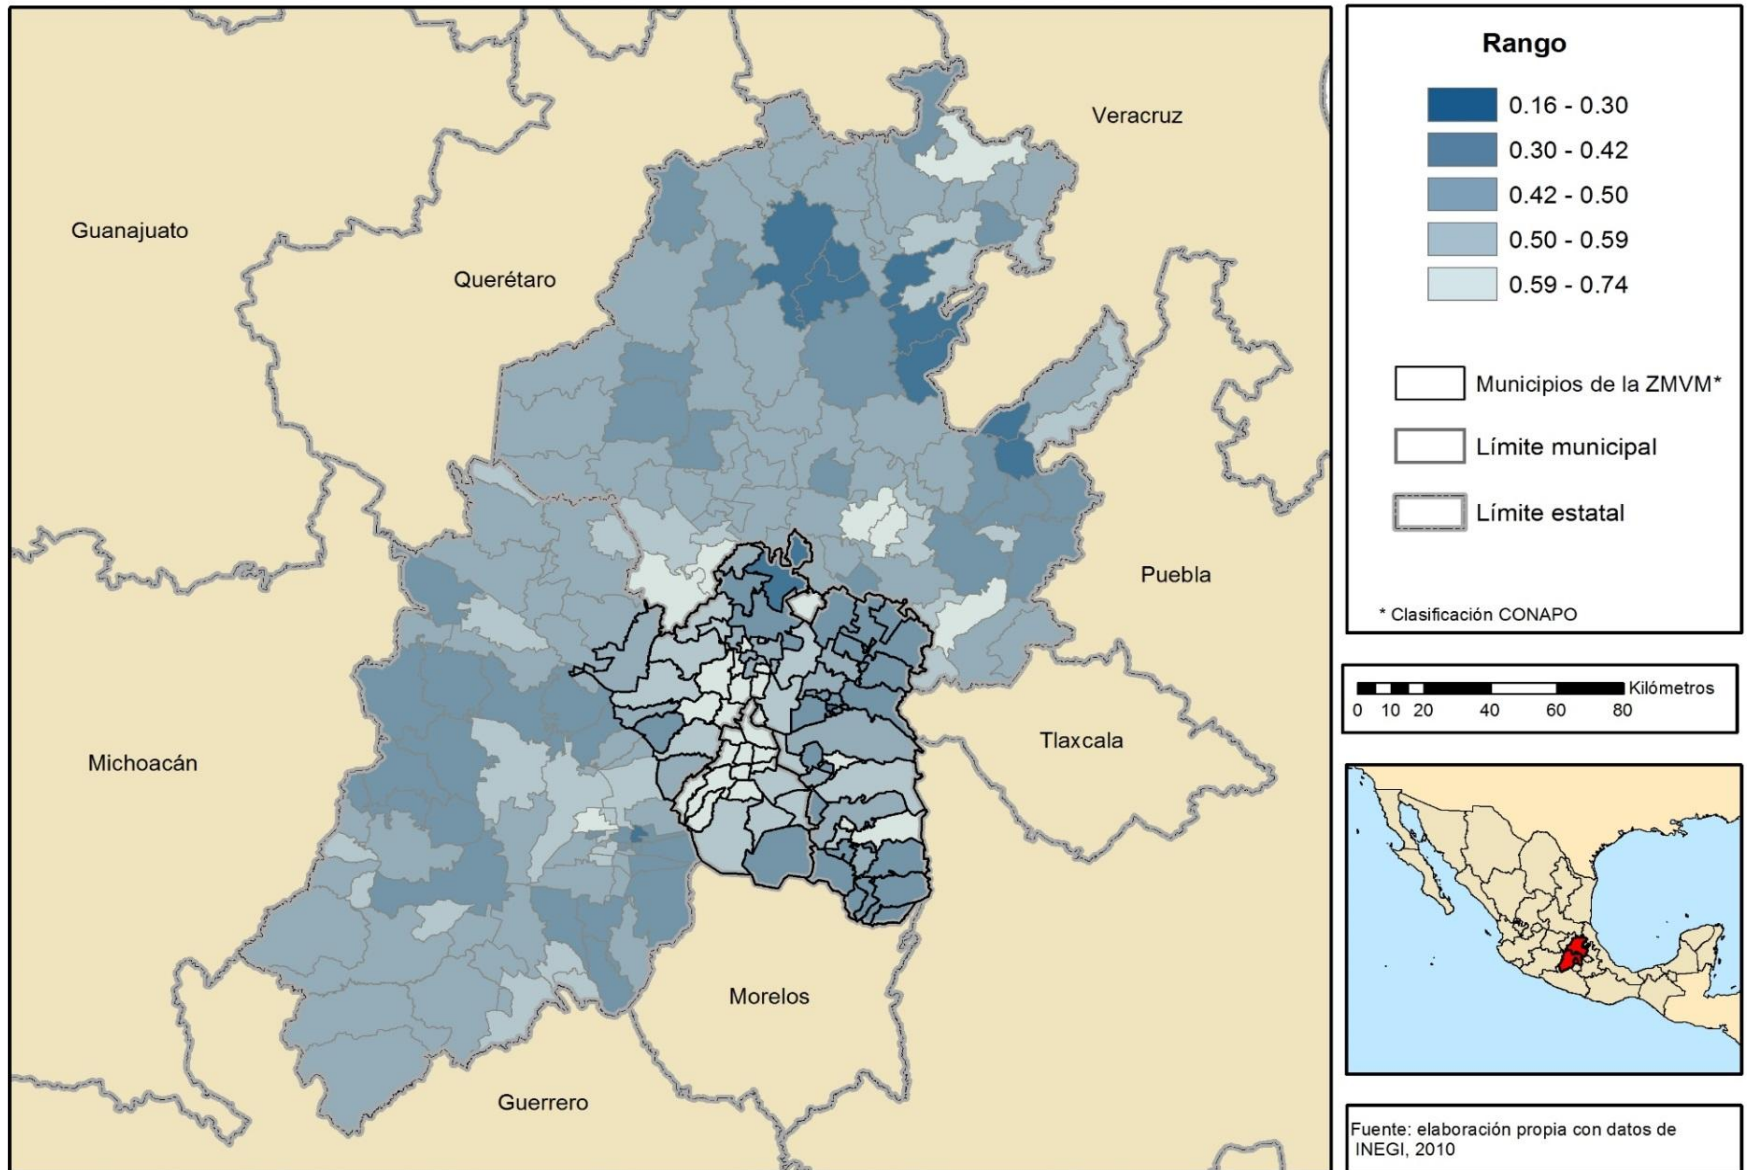 Veracruz
Guanajuato
Querétaro
Puebla
Tlaxcala
Michoacán
Morelos
Guerrero
Rango
0.16 - 0.30
0.30 - 0.42
0.42 - 0.50
0.50 - 0.59
0.59 - 0.74
Municipios de la ZMVM*
Límite municipal
Límite estatal
* Clasificación CONAPO
Kilómetros
0 10 20 40 60 80
Fuente: elaboración propia con datos de
INEGI, 2010